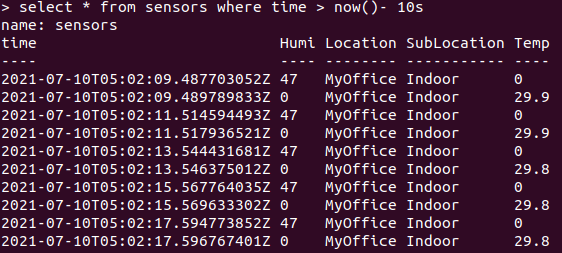 > select * from sensors where time > now()- 10s
name: sensors
time                           Humi Location SubLocation Temp
----                           ---- -------- ----------- ----
2021-07-10T05:02:09.487703052Z 47   MyOffice Indoor      0
2021-07-10T05:02:09.489789833Z 0    MyOffice Indoor      29.9
2021-07-10T05:02:11.514594493Z 47   MyOffice Indoor      0
2021-07-10T05:02:11.517936521Z 0    MyOffice Indoor      29.9
2021-07-10T05:02:13.544431681Z 47   MyOffice Indoor      0
2021-07-10T05:02:13.546375012Z 0    MyOffice Indoor      29.8
2021-07-10T05:02:15.567764035Z 47   MyOffice Indoor      0
2021-07-10T05:02:15.569633302Z 0    MyOffice Indoor      29.8
2021-07-10T05:02:17.594773852Z 47   MyOffice Indoor      0
2021-07-10T05:02:17.596767401Z 0    MyOffice Indoor      29.8